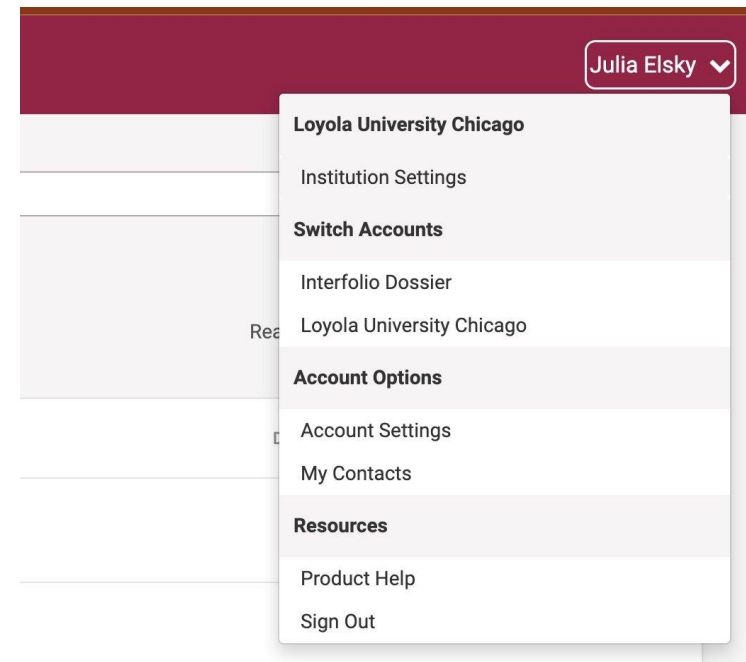 Julia Elsky
Loyola University Chicago
Institution Settings
Switch Accounts
Interfolio Dossier
Rea
Loyola University Chicago
Account Options
Account Settings
My Contacts
Resources
Product Help
Sign Out